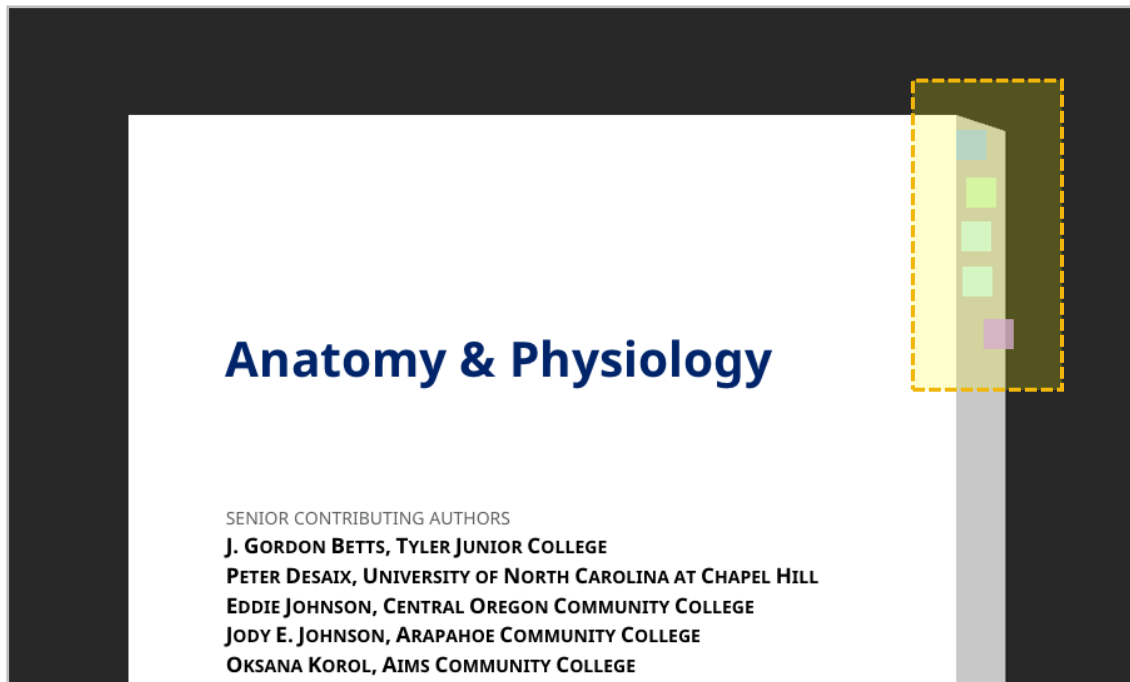 Anatomy & Physiology
SENIOR CONTRIBUTING AUTHORS
J. GORDON BETTS, TYLER JUNIOR COLLEGE
PETER DESAIX, UNIVERSITY OF NORTH CAROLINA AT CHAPEL HILL
EDDIE JOHNSON, CENTRAL OREGON COMMUNITY COLLEGE
JODY E. JOHNSON, ARAPAHOE COMMUNITY COLLEGE
OKSANA KOROL, AIMS COMMUNITY COLLEGE